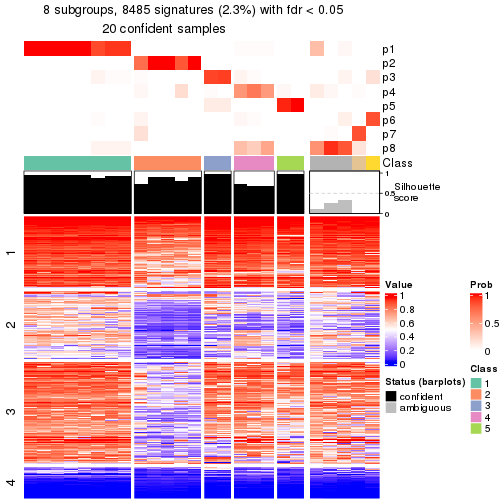 8 subgroups, 8485 signatures (2.3%) with fdr < 0.05
20 confident samples
p1
p2
p3
p4
p5
p6
p7
p8
Class
1
0.5
0
Silhouette
score
1
2
3
4
Value
1
0.8
0.6
0.4
0.2
0
Status (barplots)
confident
ambiguous
Prob
1
0.5
0
Class
1
2
3
4
5